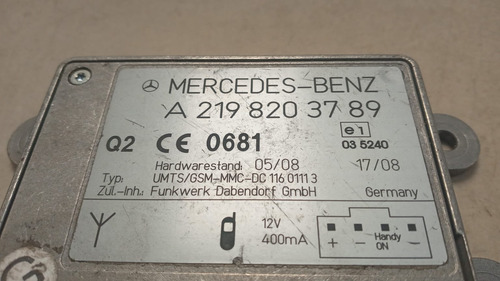 MERCEDES-BENZ
A 219 820 37 89
Q2 CE 0681
e1
03 5240
Hardwarestand: 05/08 17/08
Typ: UMTS/GSM-MMC-DC 116 0111 3
Zul.-Inh.: Funkwerk Dabendorf GmbH Germany
12V
400mA
+ - Handy ON -